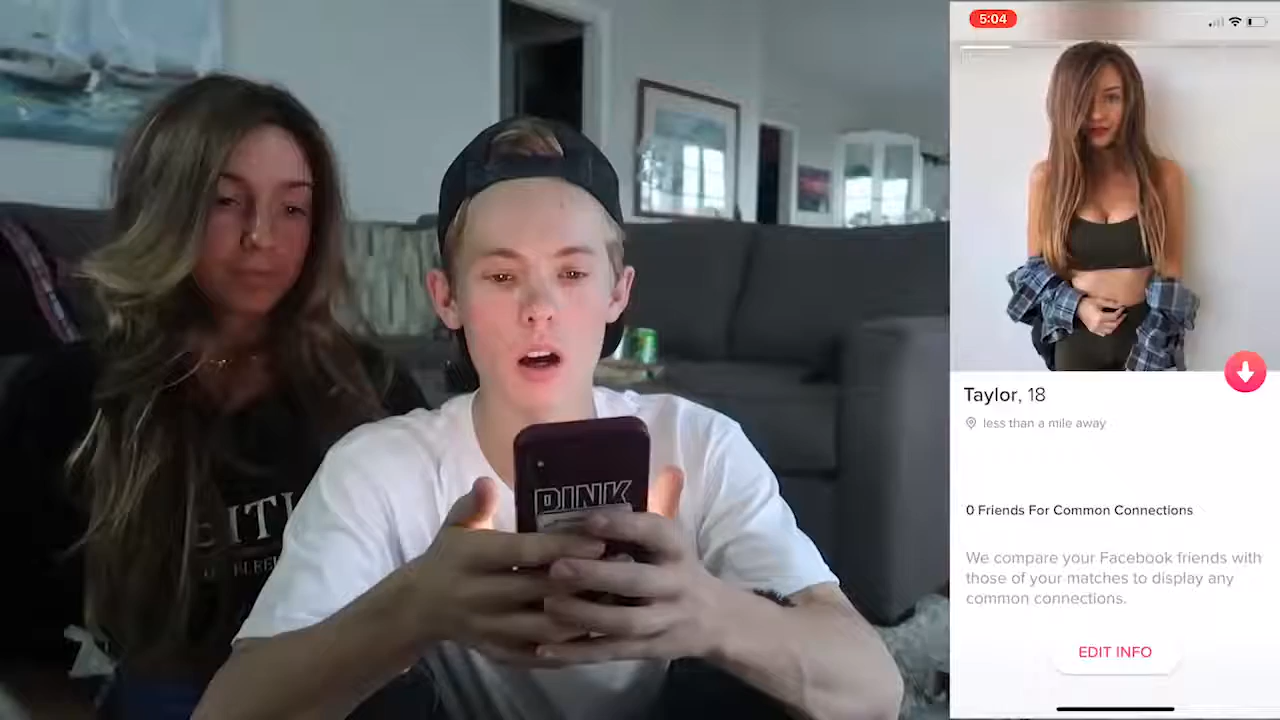 5:04
Taylor, 18
less than a mile away
0 Friends For Common Connections
We compare your Facebook friends with
those of your matches to display any
common connections.
EDIT INFO
PINK